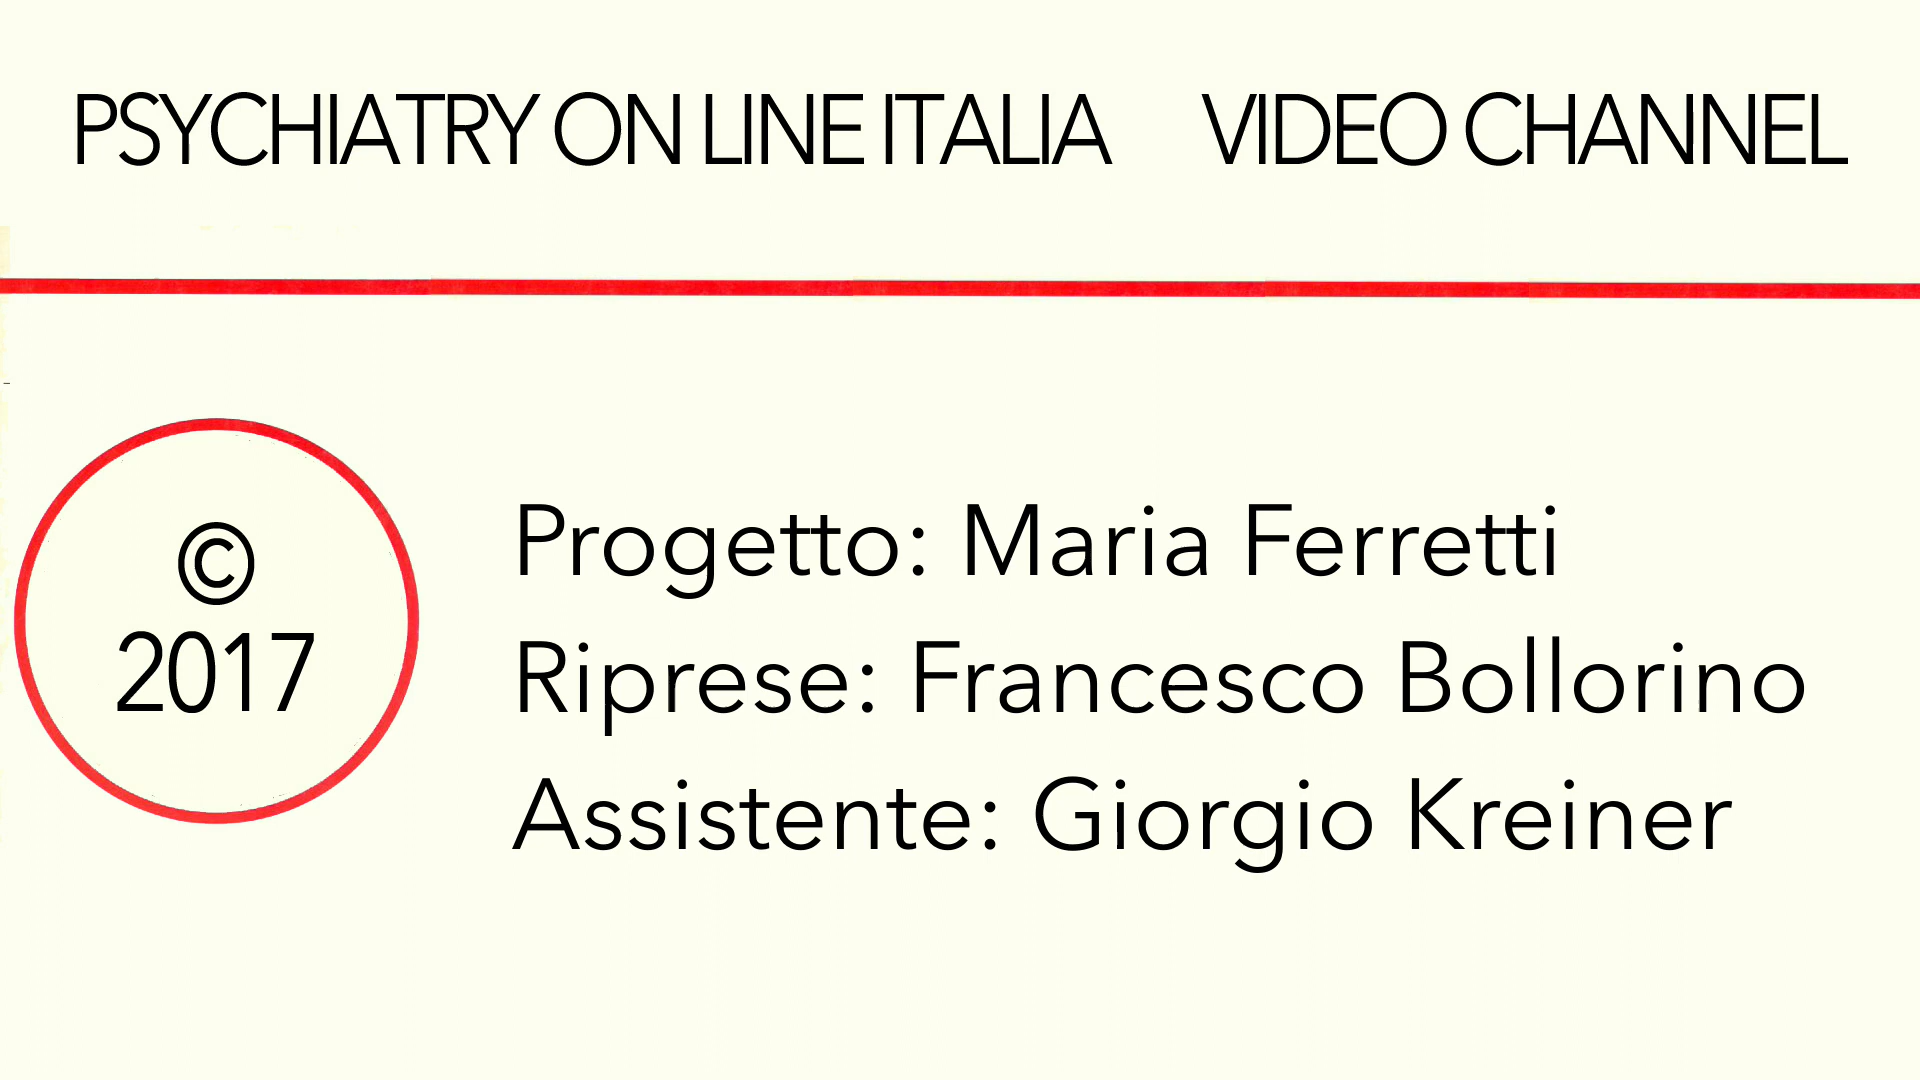 PSYCHIATRY ON LINE ITALIA VIDEO CHANNEL
©
2017
Progetto: Maria Ferretti
Riprese: Francesco Bollorino
Assistente: Giorgio Kreiner